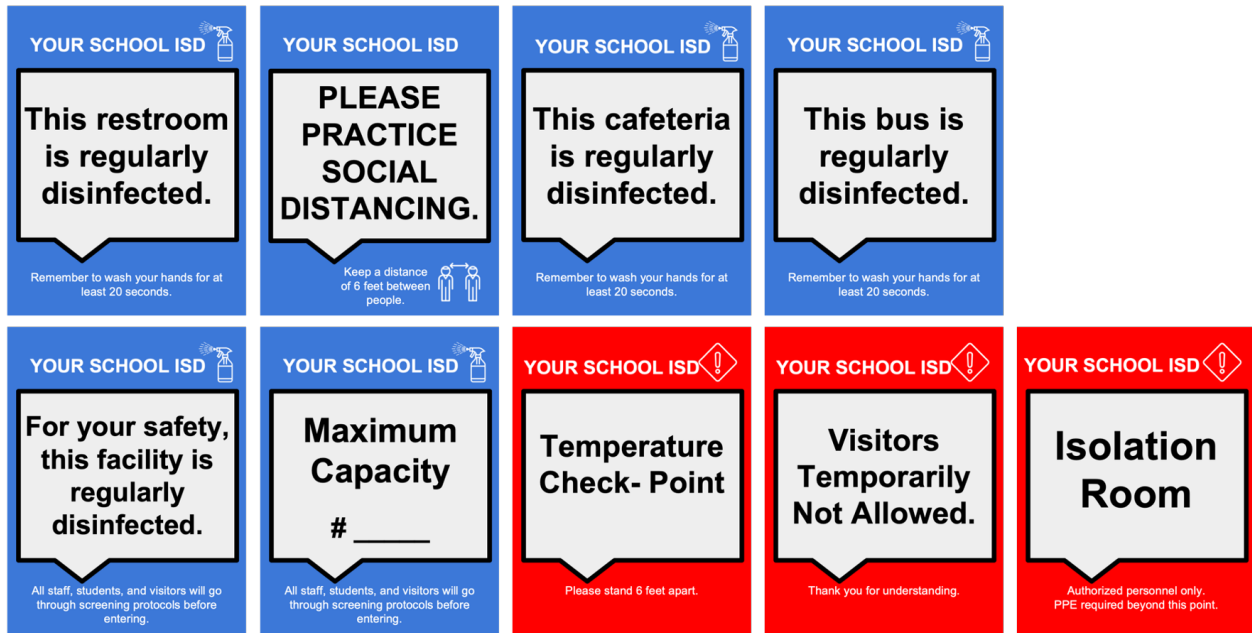 YOUR SCHOOL ISD
This restroom
is regularly
disinfected.
Remember to wash your hands for at
least 20 seconds.
YOUR SCHOOL ISD
PLEASE
PRACTICE
SOCIAL
DISTANCING.
Keep a distance
of 6 feet between
people.
YOUR SCHOOL ISD
This cafeteria
is regularly
disinfected.
Remember to wash your hands for at
least 20 seconds.
YOUR SCHOOL ISD
This bus is
regularly
disinfected.
Remember to wash your hands for at
least 20 seconds.
YOUR SCHOOL ISD
For your safety,
this facility is
regularly
disinfected.
All staff, students, and visitors will go
through screening protocols before
entering.
YOUR SCHOOL ISD
Maximum
Capacity
# _____
All staff, students, and visitors will go
through screening protocols before
entering.
YOUR SCHOOL ISD
Temperature
Check- Point
Please stand 6 feet apart.
YOUR SCHOOL ISD
Visitors
Temporarily
Not Allowed.
Thank you for understanding.
YOUR SCHOOL ISD
Isolation
Room
Authorized personnel only.
PPE required beyond this point.